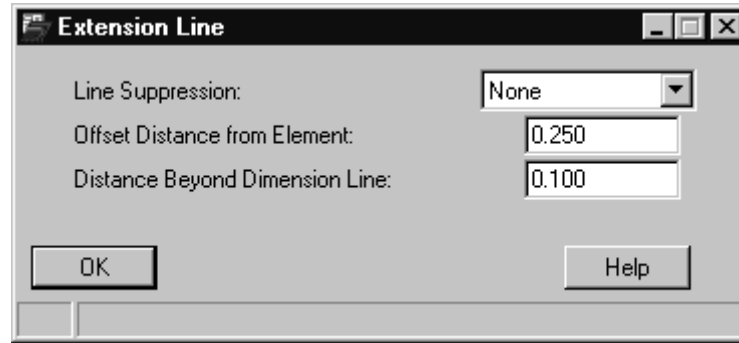 Extension Line
Line Suppression: None
Offset Distance from Element: 0.250
Distance Beyond Dimension Line: 0.100
OK Help